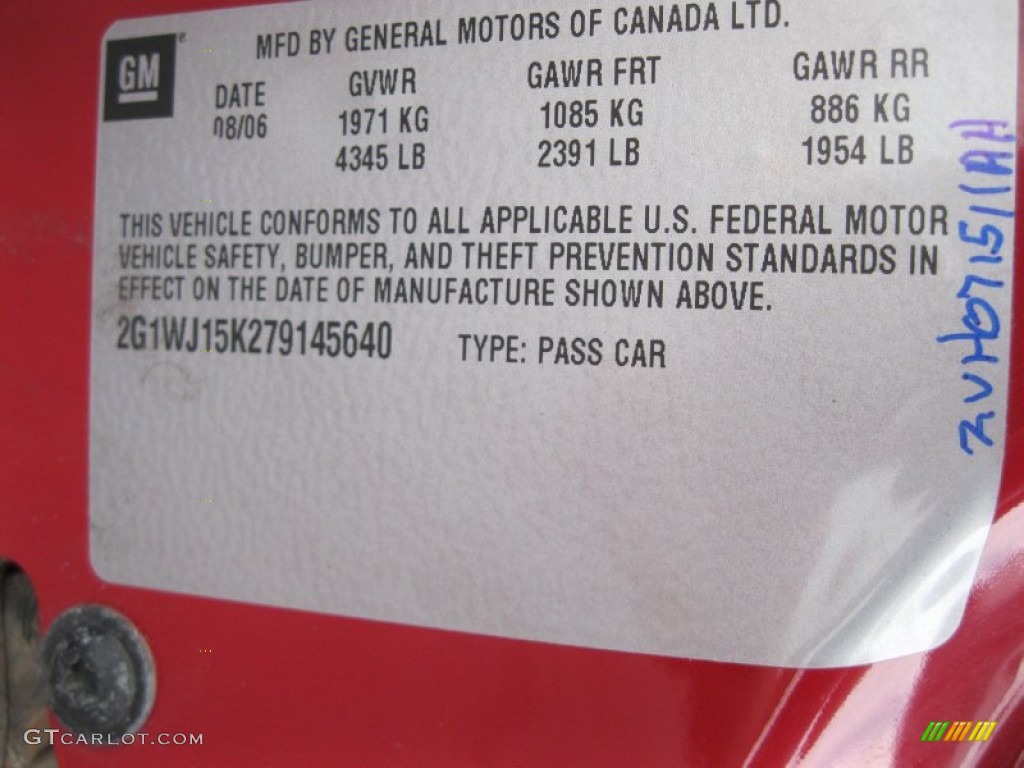 GM
MFD BY GENERAL MOTORS OF CANADA LTD.
DATE GVWR GAWR FRT GAWR RR
08/06 1971 KG 1085 KG 886 KG
4345 LB 2391 LB 1954 LB
THIS VEHICLE CONFORMS TO ALL APPLICABLE U.S. FEDERAL MOTOR
VEHICLE SAFETY, BUMPER, AND THEFT PREVENTION STANDARDS IN
EFFECT ON THE DATE OF MANUFACTURE SHOWN ABOVE.
2G1WJ15K279145640 TYPE: PASS CAR
GTCARLOT.COM